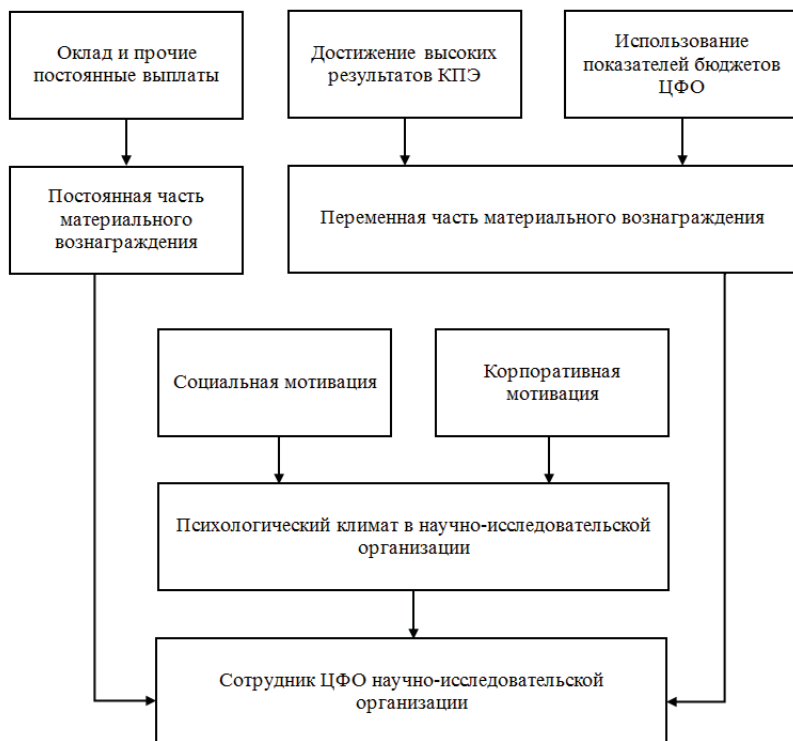 Оклад и прочие
постоянные выплаты
Достижение высоких
результатов КПЭ
Использование
показателей бюджетов
ЦФО
Постоянная часть
материального
вознаграждения
Переменная часть материального вознаграждения
Социальная мотивация
Корпоративная
мотивация
Психологический климат в научно-исследовательской
организации
Сотрудник ЦФО научно-исследовательской
организации